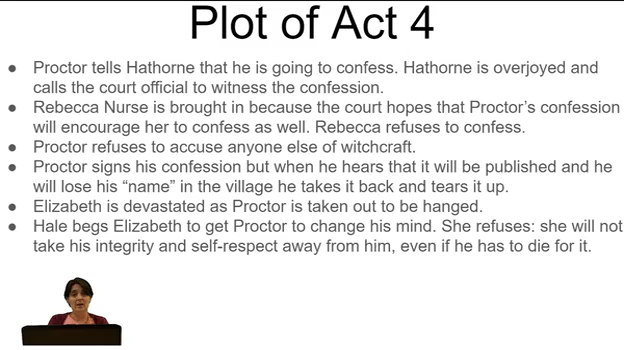 Plot of Act 4
● Proctor tells Hathorne that he is going to confess. Hathorne is overjoyed and
calls the court official to witness the confession.
● Rebecca Nurse is brought in because the court hopes that Proctor’s confession
will encourage her to confess as well. Rebecca refuses to confess.
● Proctor refuses to accuse anyone else of witchcraft.
● Proctor signs his confession but when he hears that it will be published and he
will lose his “name” in the village he takes it back and tears it up.
● Elizabeth is devastated as Proctor is taken out to be hanged.
● Hale begs Elizabeth to get Proctor to change his mind. She refuses: she will not
take his integrity and self-respect away from him, even if he has to die for it.